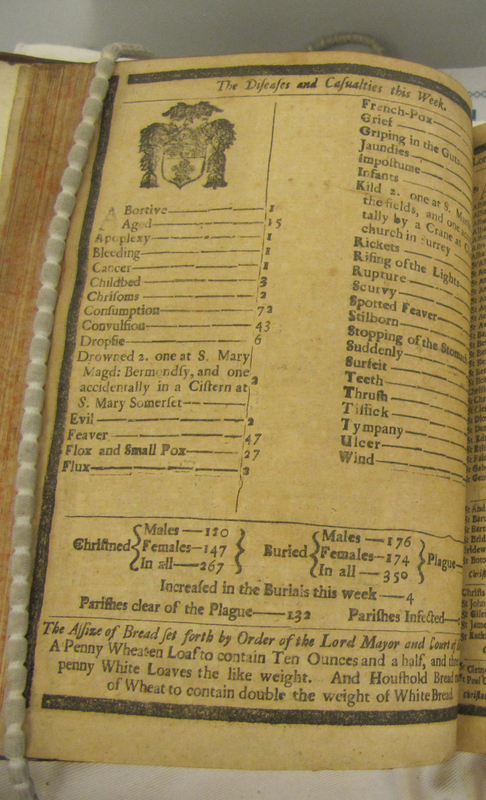 The Diſeaſes and Caſualties this Week.
ABortive 1
Aged 15
Apoplexy 1
Bleeding 1
Cancer 1
Childbed 3
Chriſoms 2
Conſumption 72
Convulſion 43
Dropſie 6
Drowned 2. one at S. Mary
Magd: Bermondſy, and one
accidentally in a Ciſtern at
S. Mary Somerſet 2
Evil 2
Feaver 47
Flox and Small Pox 27
Flux 2
French-Pox
Grief
Griping in the Guts
Jaundies
Impoſtume
Infants
Kild 2. one at S.
the fields, and one
tally by a Crane at
church in Surrey
Rickets
Riſing of the Lights
Rupture
Scurvy
Spotted Feaver
Stilborn
Stopping of the Stomach
Suddenly
Surfeit
Teeth
Thruſh
Tiſſick
Tympany
Ulcer
Wind
Chriſtned Males 120 Females 147 In all 267 Buried Males 176 Females 174 In all 350 Plague
Increaſed in the Burials this week 4
Pariſhes clear of the Plague 132 Pariſhes Infected
The Aſſize of Bread ſet forth by Order of the Lord Mayor and Court of
A Penny Wheaten Loaf to contain Ten Ounces and a half, and three
penny White Loaves the like weight. And Houſhold Bread
of Wheat to contain double the weight of White Bread.